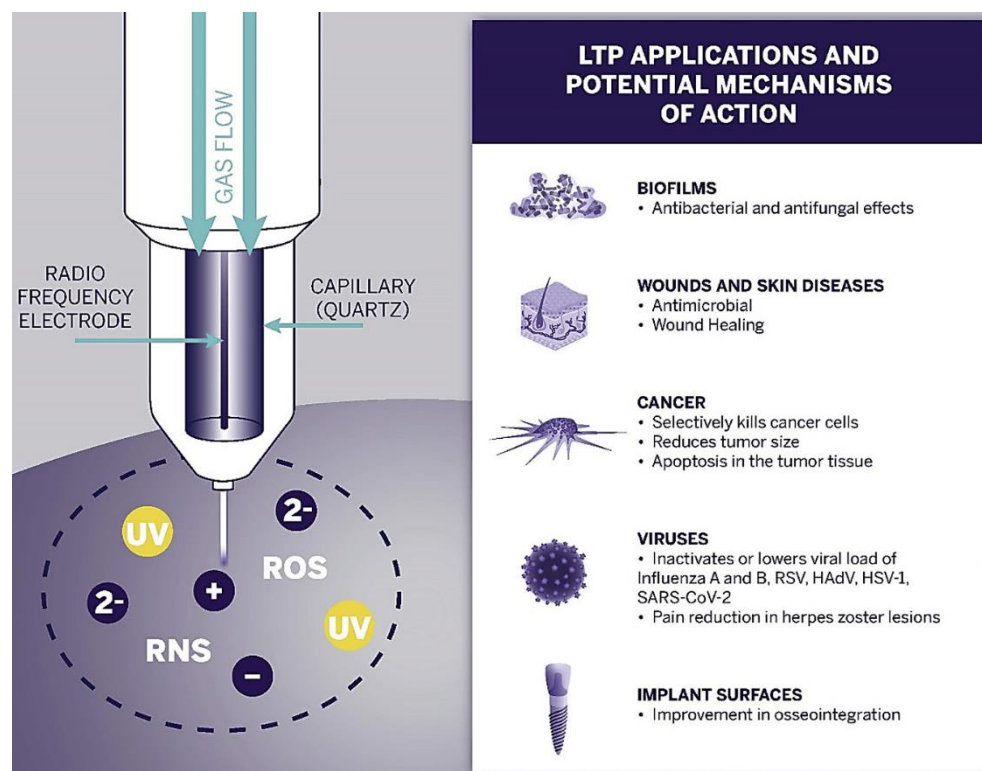 GAS FLOW
RADIO
FREQUENCY
ELECTRODE
CAPILLARY
(QUARTZ)
UV
2-
ROS
2-
+
UV
RNS
−
LTP APPLICATIONS AND
POTENTIAL MECHANISMS
OF ACTION
BIOFILMS
• Antibacterial and antifungal effects
WOUNDS AND SKIN DISEASES
• Antimicrobial
• Wound Healing
CANCER
• Selectively kills cancer cells
• Reduces tumor size
• Apoptosis in the tumor tissue
VIRUSES
• Inactivates or lowers viral load of
Influenza A and B, RSV, HAdV, HSV-1,
SARS-CoV-2
• Pain reduction in herpes zoster lesions
IMPLANT SURFACES
• Improvement in osseointegration